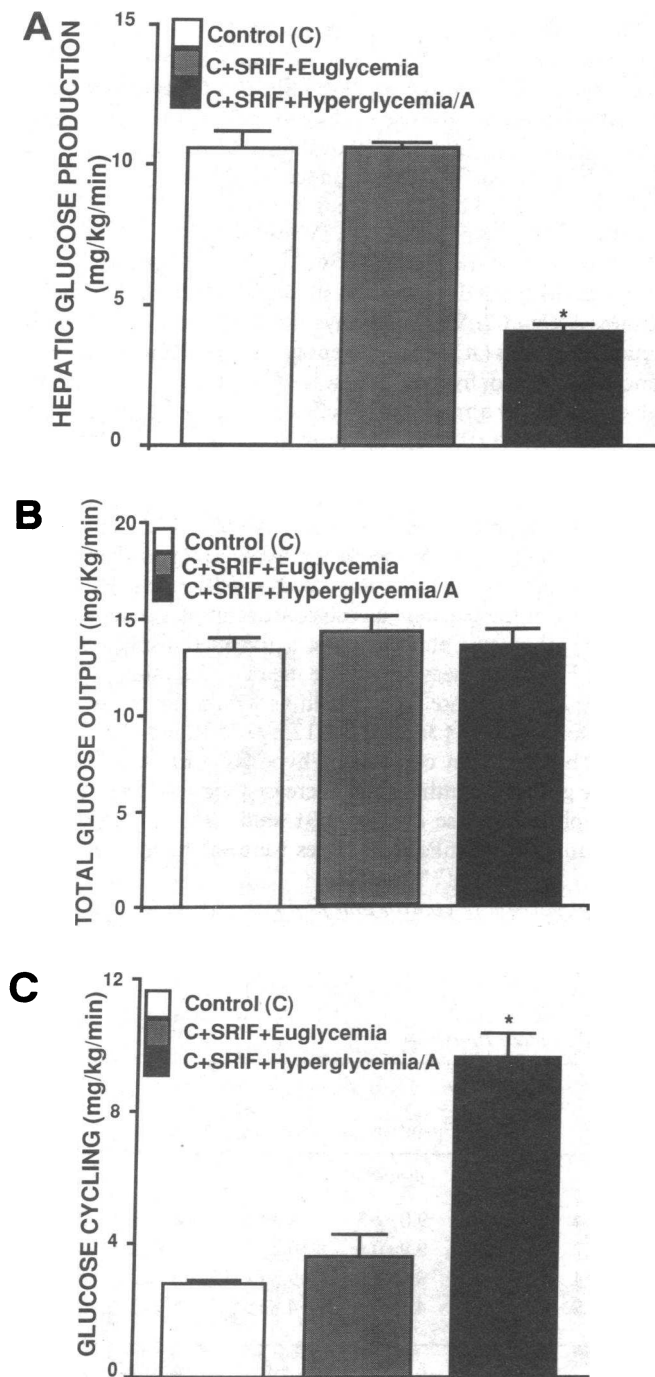 A
HEPATIC GLUCOSE PRODUCTION
(mg/kg/min)
15
10
5
0
Control (C)
C+SRIF+Euglycemia
C+SRIF+Hyperglycemia/A
*
B
TOTAL GLUCOSE OUTPUT (mg/Kg/min)
20
15
10
5
0
Control (C)
C+SRIF+Euglycemia
C+SRIF+Hyperglycemia/A
C
GLUCOSE CYCLING (mg/kg/min)
12
8
4
0
Control (C)
C+SRIF+Euglycemia
C+SRIF+Hyperglycemia/A
*